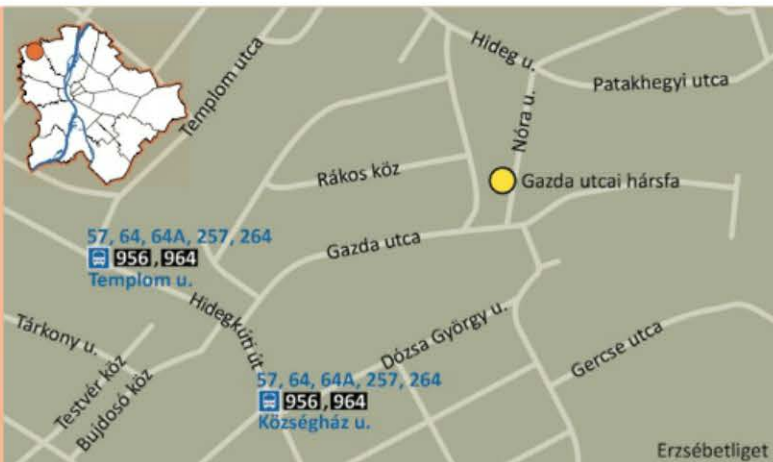 Hideg u.
Templom utca
Patakhegyi utca
Nóra u.
Rákos köz
Gazda utcai hársfa
57, 64, 64A, 257, 264
956, 964
Templom u.
Gazda utca
Hidegkúti út
Tárkony u.
Dózsa György u.
Gercse utca
Testvér köz
Bujdosó köz
57, 64, 64A, 257, 264
956, 964
Községház u.
Erzsébetliget